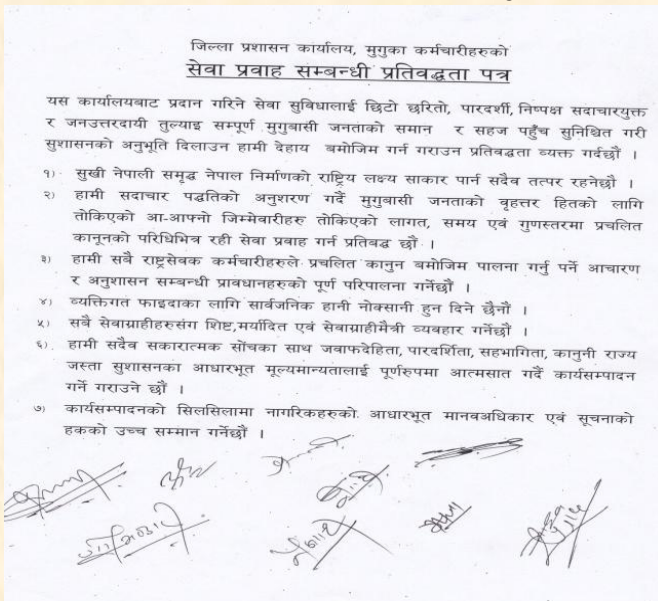 जिल्ला प्रशासन कार्यालय, मुगुका कर्मचारीहरुको
सेवा प्रवाह सम्बन्धी प्रतिवद्धता पत्र
यस कार्यालयबाट प्रदान गरिने सेवा सुविधालाई छिटो छरितो, पारदर्शी, निष्पक्ष सदाचारयुक्त
र जनउत्तरदायी तुल्याइ सम्पूर्ण मुगुबासी जनताको समान र सहज पहुँच सुनिश्चित गरी
सुशासनको अनुभूति दिलाउन हामी देहाय बमोजिम गर्न गराउन प्रतिवद्धता व्यक्त गर्दछौं ।
१) सुखी नेपाली समृद्ध नेपाल निर्माणको राष्ट्रिय लक्ष्य साकार पार्न सदैव तत्पर रहनेछौ ।
२) हामी सदाचार पद्धतिको अनुशरण गर्दै मुगुबासी जनताको वृहत्तर हितको लागि
तोकिएको आ-आफ्नो जिम्मेवारीहरु तोकिएको लागत, समय एवं गुणस्तरमा प्रचलित
कानूनको परिधिभित्र रही सेवा प्रवाह गर्न प्रतिवद्ध छौं ।
३) हामी सबै राष्ट्रसेवक कर्मचारीहरुले प्रचलित कानुन बमोजिम पालना गर्नु पर्ने आचारण
र अनुशासन सम्बन्धी प्रावधानहरुको पूर्ण परिपालना गर्नेछौं ।
४) व्यक्तिगत फाइदाका लागि सार्वजनिक हानी नोक्सानी हुन दिने छैनौं ।
५) सबै सेवाग्राहीहरुसंग शिष्ट,मर्यादित एवं सेवाग्राहीमैत्री व्यवहार गर्नेछौं ।
६) हामी सदैव सकारात्मक सोंचका साथ जवाफदेहिता, पारदर्शिता, सहभागिता, कानुनी राज्य
जस्ता सुशासनका आधारभूत मूल्यमान्यतालाई पूर्णरुपमा आत्मसात गर्दै कार्यसम्पादन
गर्ने गराउने छौं ।
७) कार्यसम्पादनको सिलसिलामा नागरिकहरुको आधारभूत मानवअधिकार एवं सूचनाको
हकको उच्च सम्मान गर्नेछौं ।